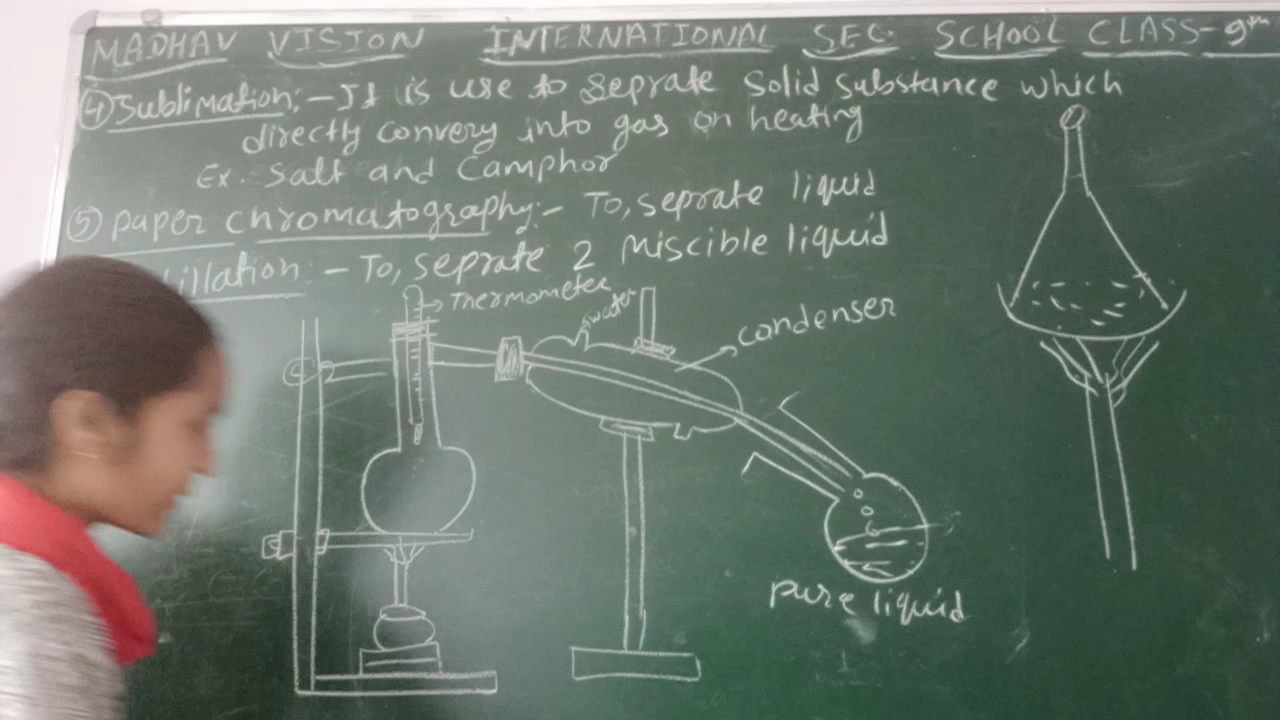 MADHAV VISION INTERNATIONAL SEC. SCHOOL CLASS-9th
④ Sublimation:- It is use to seprate solid substance which
directly convery into gas on heating
Ex. Salt and Camphor
⑤ paper chromatography:- To, seprate liquid
illation:- To, seprate 2 Miscible liquid
Thermometer
water
condenser
pure liquid